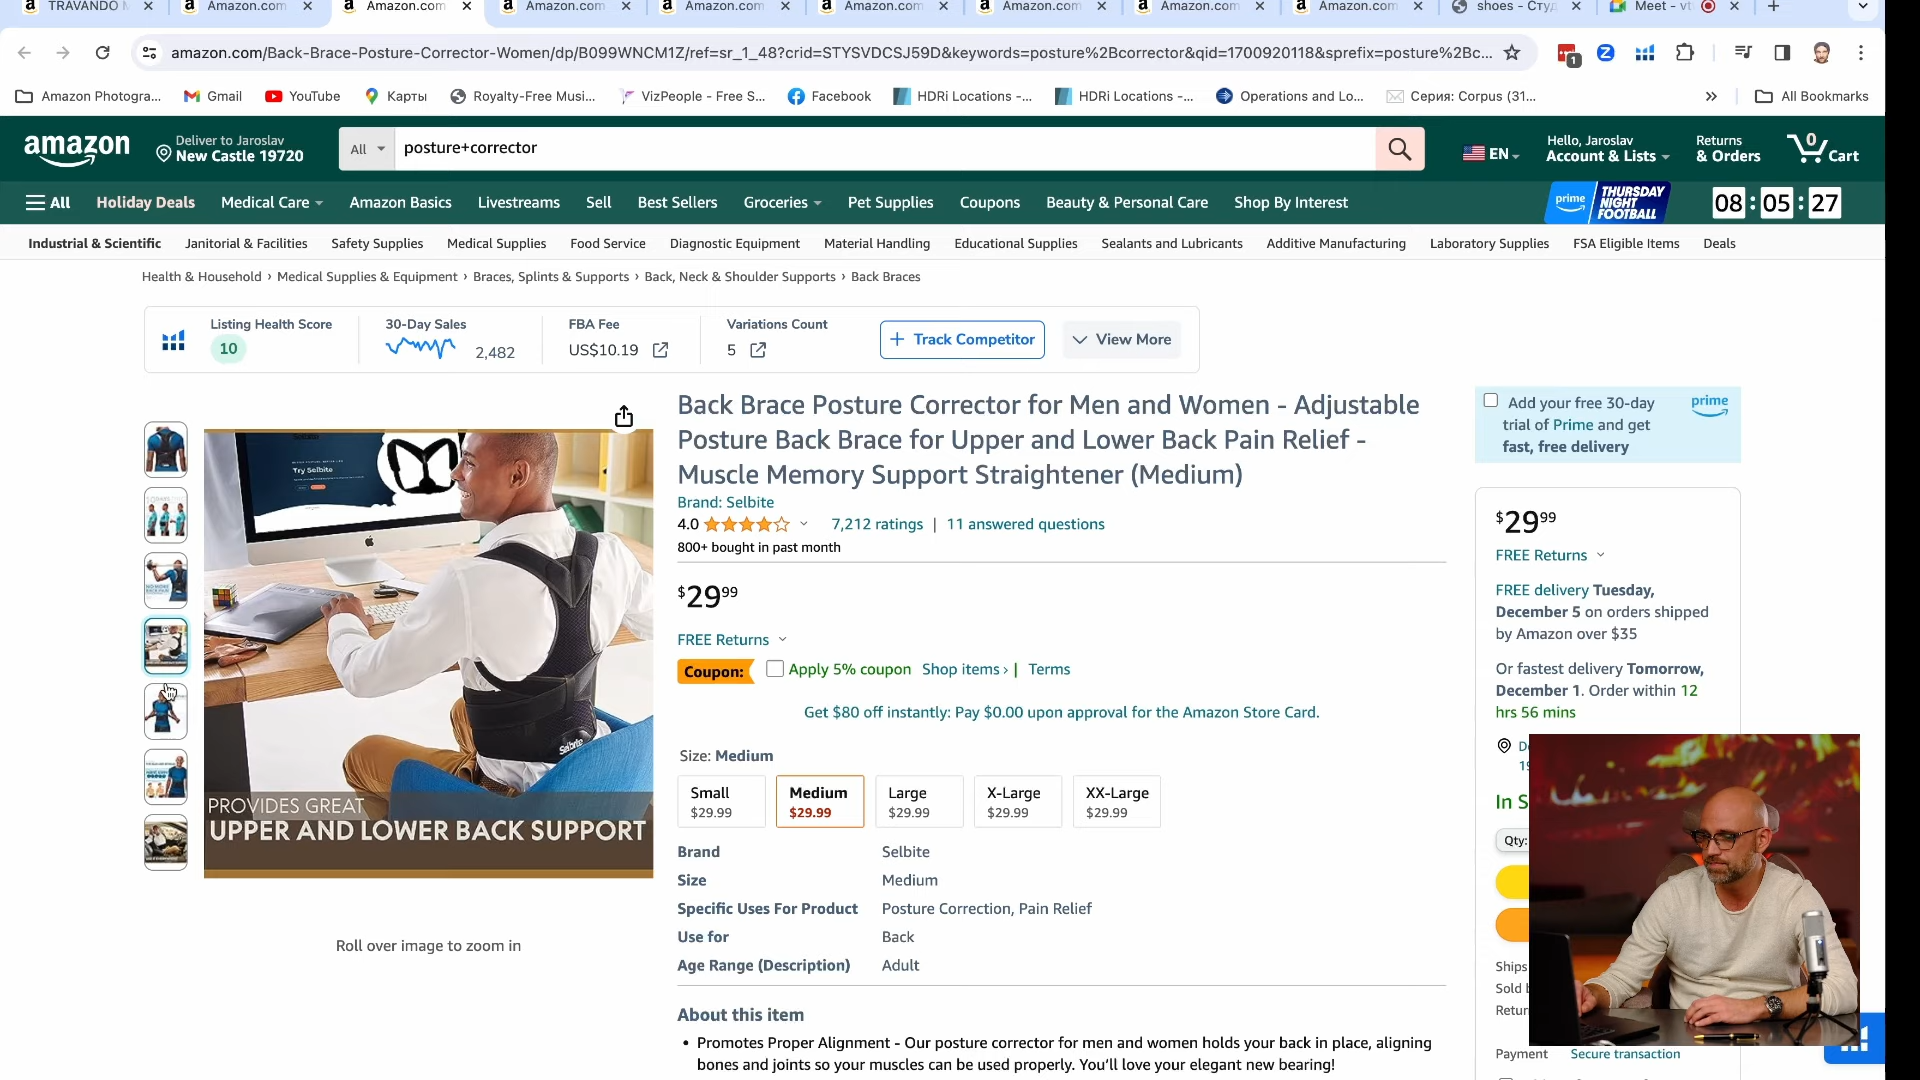 TRAVANDO M
Amazon.com
Amazon.com
Amazon.com
Amazon.com
Amazon.com
Amazon.com
Amazon.com
Amazon.com
shoes - Сту
Meet - vt
amazon.com/Back-Brace-Posture-Corrector-Women/dp/B099WNCM1Z/ref=sr_1_48?crid=STYSVDCSJ59D&keywords=posture%2Bcorrector&qid=1700920118&sprefix=posture%2Bc...
1
Amazon Photogra...
Gmail
YouTube
Карты
Royalty-Free Musi...
VizPeople - Free S...
Facebook
HDRi Locations -...
HDRi Locations -...
Operations and Lo...
Серия: Corpus (31...
»
All Bookmarks
amazon
Deliver to Jaroslav
New Castle 19720
All
posture+corrector
EN
Hello, Jaroslav
Account & Lists
Returns
& Orders
0
Cart
All
Holiday Deals
Medical Care
Amazon Basics
Livestreams
Sell
Best Sellers
Groceries
Pet Supplies
Coupons
Beauty & Personal Care
Shop By Interest
prime
THURSDAY
NIGHT
FOOTBALL
08 : 05 : 27
Industrial & Scientific
Janitorial & Facilities
Safety Supplies
Medical Supplies
Food Service
Diagnostic Equipment
Material Handling
Educational Supplies
Sealants and Lubricants
Additive Manufacturing
Laboratory Supplies
FSA Eligible Items
Deals
Health & Household › Medical Supplies & Equipment › Braces, Splints & Supports › Back, Neck & Shoulder Supports › Back Braces
Listing Health Score
10
30-Day Sales
2,482
FBA Fee
US$10.19
Variations Count
5
+ Track Competitor
View More
Back Brace Posture Corrector for Men and Women - Adjustable
Posture Back Brace for Upper and Lower Back Pain Relief -
Muscle Memory Support Straightener (Medium)
Brand: Selbite
4.0
7,212 ratings | 11 answered questions
800+ bought in past month
$29 99
FREE Returns
Coupon:
Apply 5% coupon Shop items › | Terms
Get $80 off instantly: Pay $0.00 upon approval for the Amazon Store Card.
Size: Medium
Small
$29.99
Medium
$29.99
Large
$29.99
X-Large
$29.99
XX-Large
$29.99
Brand Selbite
Size Medium
Specific Uses For Product Posture Correction, Pain Relief
Use for Back
Age Range (Description) Adult
About this item
• Promotes Proper Alignment - Our posture corrector for men and women holds your back in place, aligning
bones and joints so your muscles can be used properly. You’ll love your elegant new bearing!
Try Selbite
Selbite
PROVIDES GREAT
UPPER AND LOWER BACK SUPPORT
Roll over image to zoom in
Add your free 30-day
trial of Prime and get
fast, free delivery
prime
$29 99
FREE Returns
FREE delivery Tuesday,
December 5 on orders shipped
by Amazon over $35
Or fastest delivery Tomorrow,
December 1. Order within 12
hrs 56 mins
In S
Qty:
Ships
Sold b
Retur
Payment Secure transaction